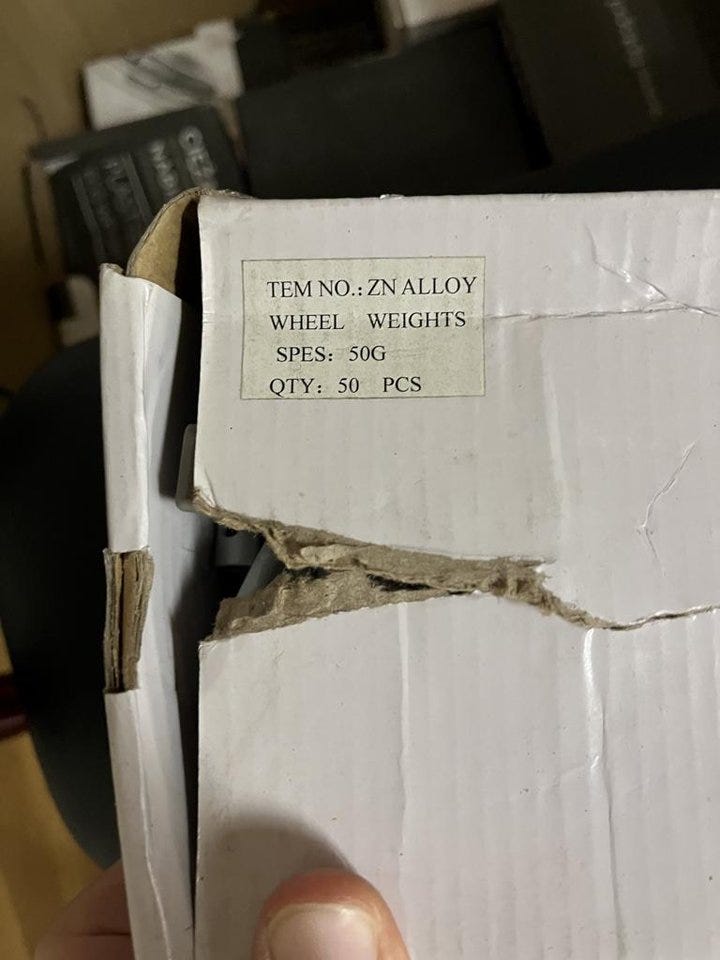 TEM NO.: ZN ALLOY
WHEEL WEIGHTS
SPES: 50G
QTY: 50 PCS